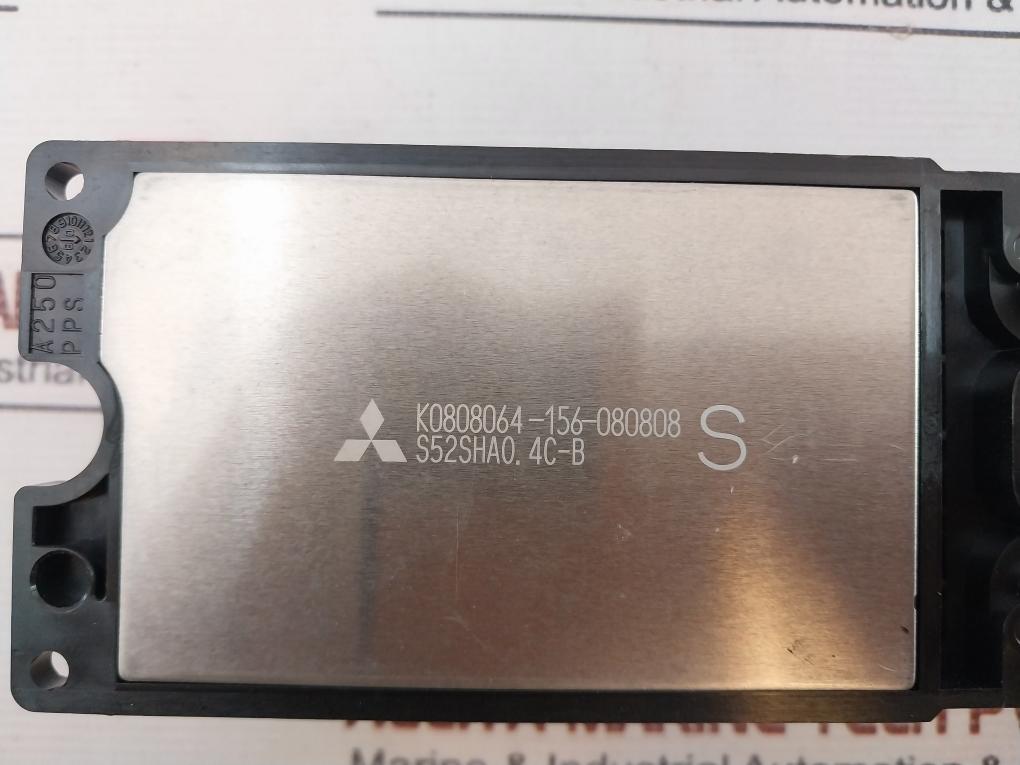 Automation &
K0808064-156-080808
S52SHA0.4C-B
S
A250
PPS
Marine & Industrial Automation &